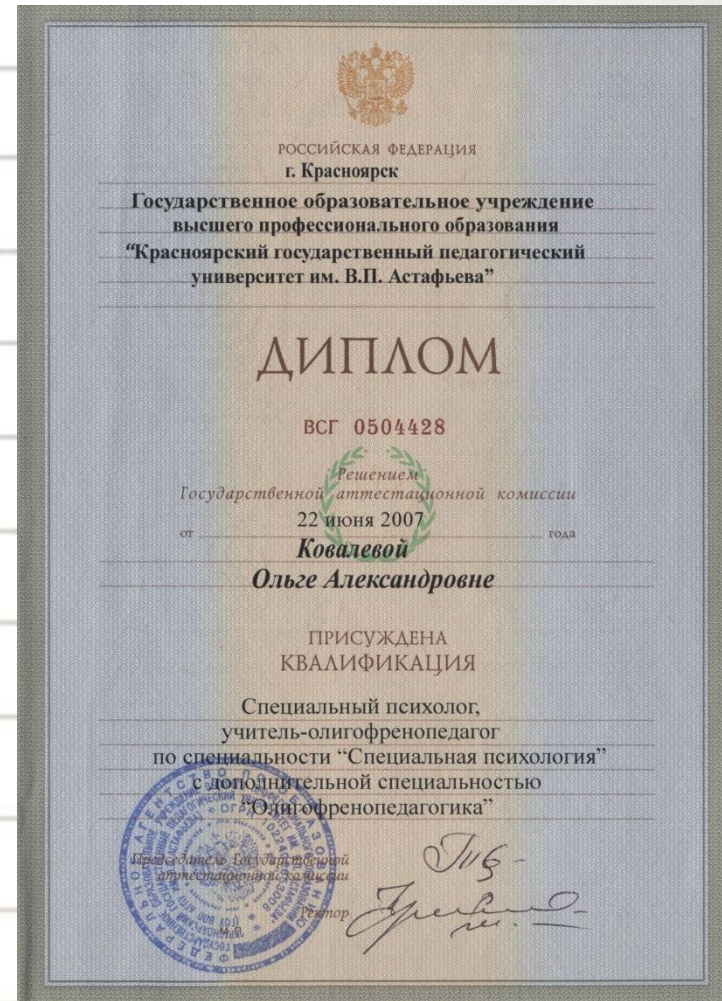 РОССИЙСКАЯ ФЕДЕРАЦИЯ
г. Красноярск
Государственное образовательное учреждение
высшего профессионального образования
“Красноярский государственный педагогический
университет им. В.П. Астафьева”
ДИПЛОМ
ВСГ 0504428
Решением
Государственной аттестационной комиссии
от 22 июня 2007 года
Ковалевой
Ольге Александровне
ПРИСУЖДЕНА
КВАЛИФИКАЦИЯ
Специальный психолог,
учитель-олигофренопедагог
по специальности “Специальная психология”
с дополнительной специальностью
“Олигофренопедагогика”
Председатель Государственной
аттестационной комиссии
Ректор
М.П.